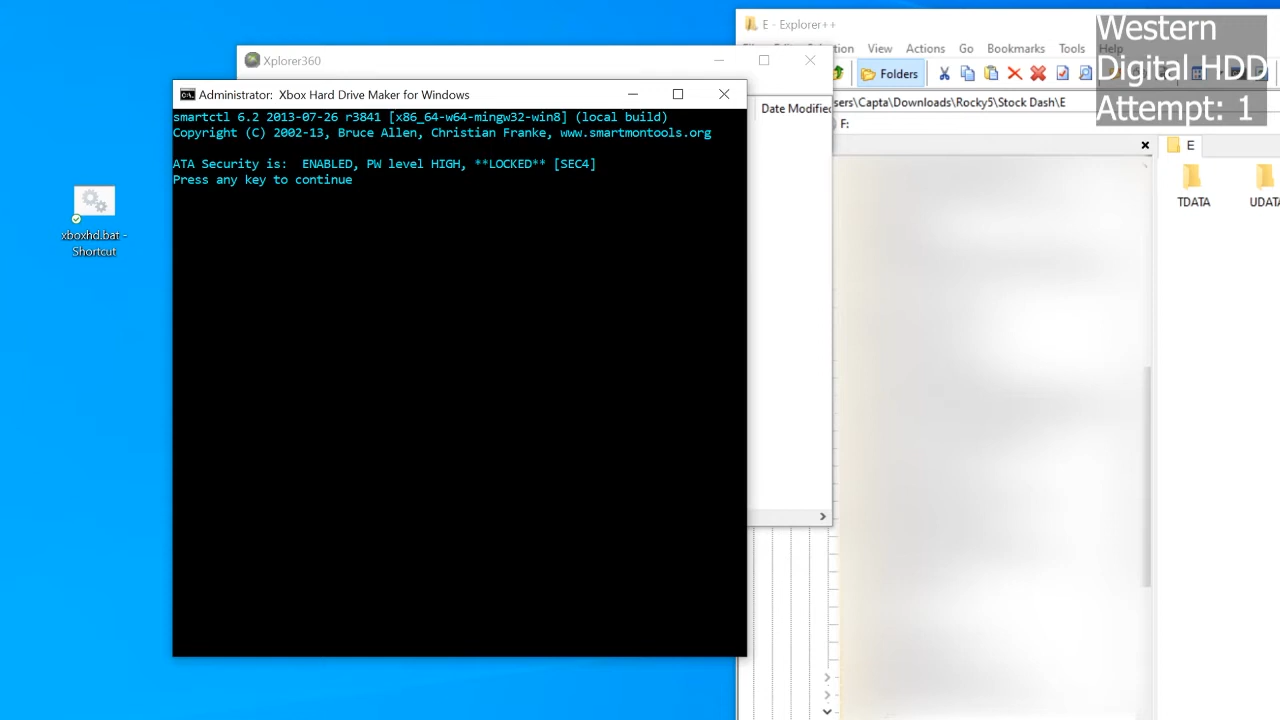 E - Explorer++
Western
Digital HDD
Attempt: 1
View Actions Go Bookmarks Tools Help
Xplorer360
Folders
Administrator: Xbox Hard Drive Maker for Windows
Date Modified
sers\Capta\Downloads\Rocky5\Stock Dash\E
F:
smartctl 6.2 2013-07-26 r3841 [x86_64-w64-mingw32-win8] (local build)
Copyright (C) 2002-13, Bruce Allen, Christian Franke, www.smartmontools.org
ATA Security is: ENABLED, PW level HIGH, **LOCKED** [SEC4]
Press any key to continue
E
TDATA
UDATA
xboxhd.bat -
Shortcut